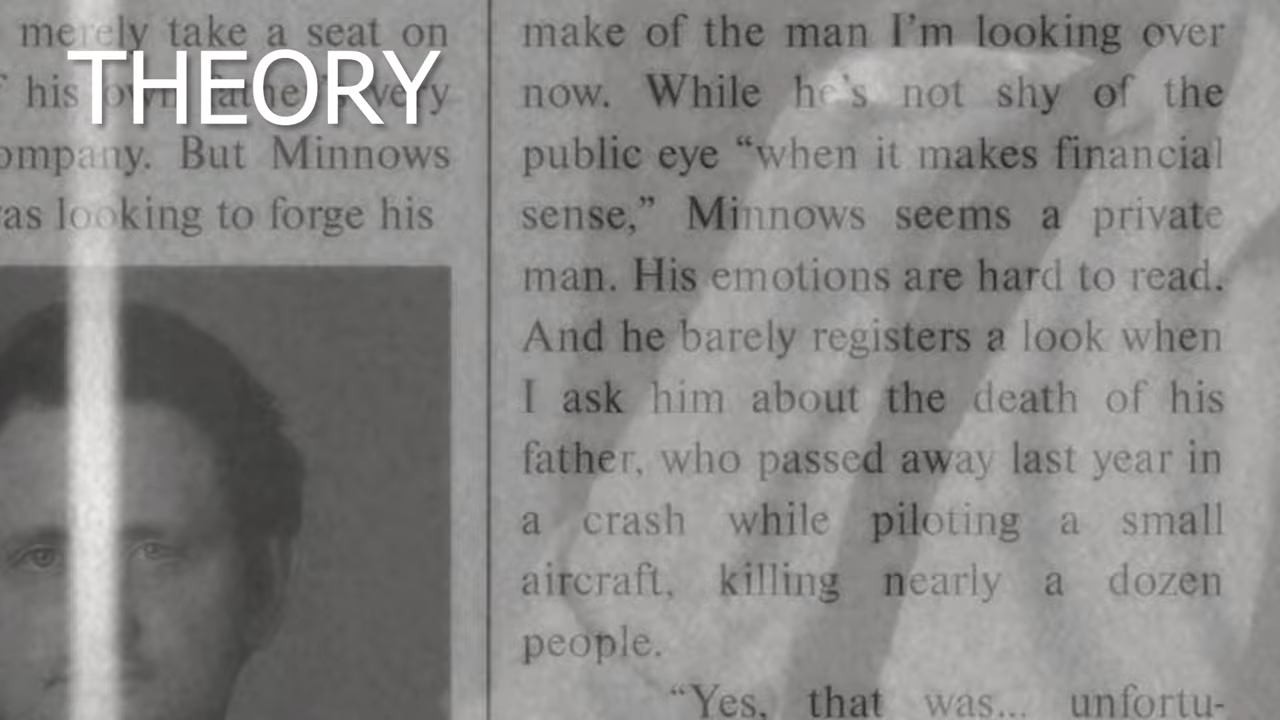 THEORY
merely take a seat on
his own father's very
company. But Minnows
was looking to forge his
make of the man I'm looking over
now. While he's not shy of the
public eye “when it makes financial
sense,” Minnows seems a private
man. His emotions are hard to read.
And he barely registers a look when
I ask him about the death of his
father, who passed away last year in
a crash while piloting a small
aircraft, killing nearly a dozen
people.
“Yes, that was... unfortu-